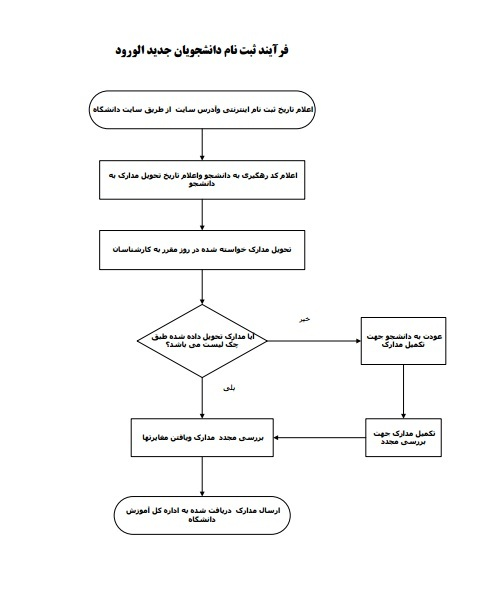 فرآیند ثبت نام دانشجویان جدید الورود
اعلام تاریخ ثبت نام اینترنتی وآدرس سایت از طریق سایت دانشگاه
اعلام کد رهگیری به دانشجو واعلام تاریخ تحویل مدارک به
دانشجو
تحویل مدارک خواسته شده در روز مقرر به کارشناسان
آیا مدارک تحویل داده شده طبق
چک لیست می باشد؟
خیر
عودت به دانشجو جهت
تکمیل مدارک
بلی
تکمیل مدارک جهت
بررسی مجدد
بررسی مجدد مدارک ویافتن مغایرتها
ارسال مدارک دریافت شده به اداره کل آموزش
دانشگاه